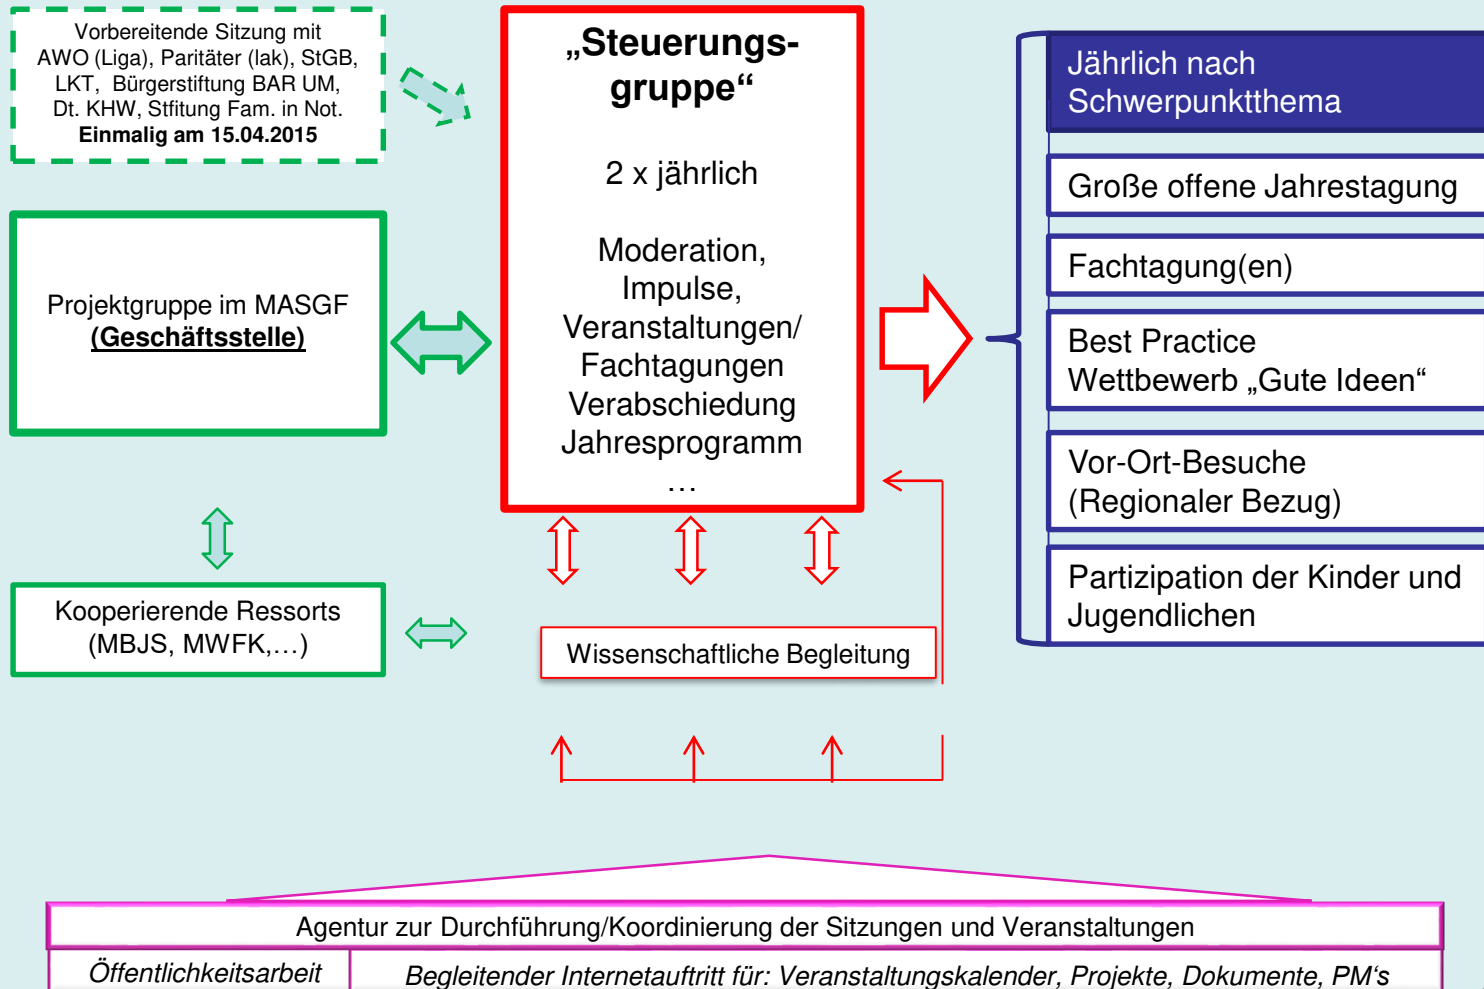 Vorbereitende Sitzung mit
AWO (Liga), Paritäter (lak), StGB,
LKT, Bürgerstiftung BAR UM,
Dt. KHW, Stfitung Fam. in Not.
Einmalig am 15.04.2015
Projektgruppe im MASGF
(Geschäftsstelle)
Kooperierende Ressorts
(MBJS, MWFK,…)
„Steuerungs-
gruppe“
2 x jährlich
Moderation,
Impulse,
Veranstaltungen/
Fachtagungen
Verabschiedung
Jahresprogramm
…
Wissenschaftliche Begleitung
Jährlich nach
Schwerpunktthema
Große offene Jahrestagung
Fachtagung(en)
Best Practice
Wettbewerb „Gute Ideen“
Vor-Ort-Besuche
(Regionaler Bezug)
Partizipation der Kinder und
Jugendlichen
Agentur zur Durchführung/Koordinierung der Sitzungen und Veranstaltungen
Öffentlichkeitsarbeit
Begleitender Internetauftritt für: Veranstaltungskalender, Projekte, Dokumente, PM‘s